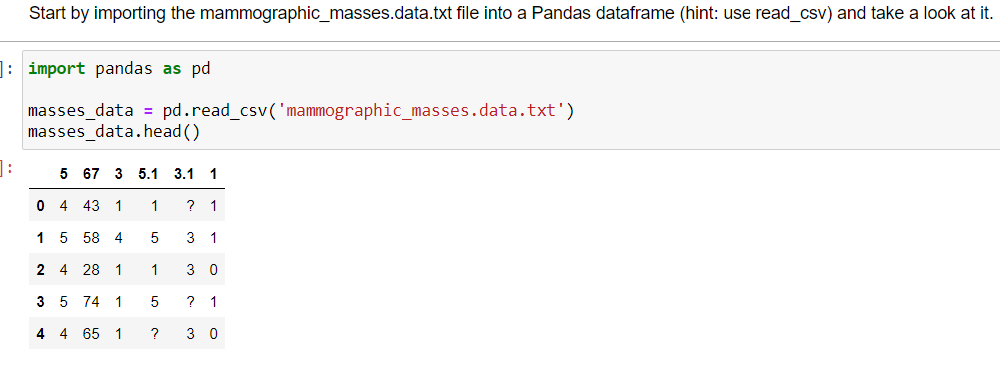 Start by importing the mammographic_masses.data.txt file into a Pandas dataframe (hint: use read_csv) and take a look at it.
]: import pandas as pd
masses_data = pd.read_csv('mammographic_masses.data.txt')
masses_data.head()
]:
5 67 3 5.1 3.1 1
0 4 43 1 1 ? 1
1 5 58 4 5 3 1
2 4 28 1 1 3 0
3 5 74 1 5 ? 1
4 4 65 1 ? 3 0